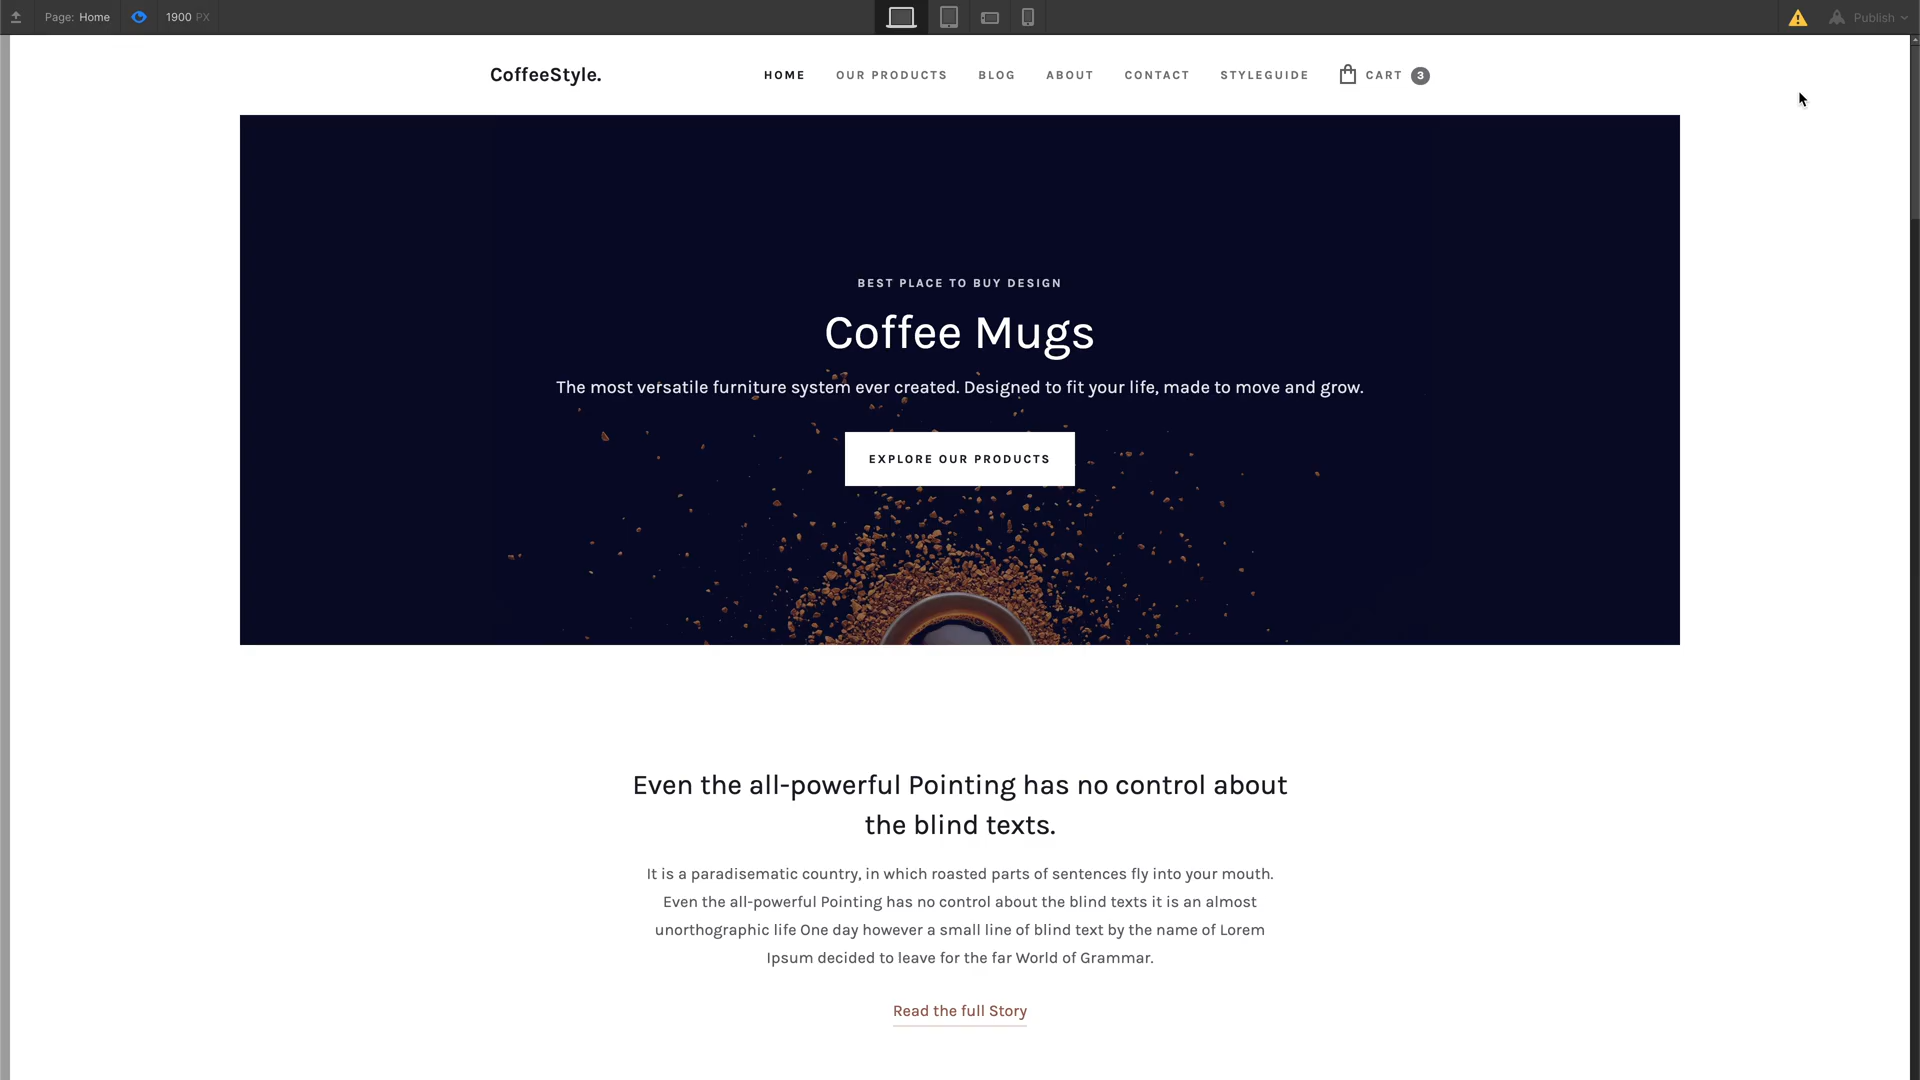 Page: Home
1900 PX
Publish
CoffeeStyle.
HOME
OUR PRODUCTS
BLOG
ABOUT
CONTACT
STYLEGUIDE
CART 3
BEST PLACE TO BUY DESIGN
Coffee Mugs
The most versatile furniture system ever created. Designed to fit your life, made to move and grow.
EXPLORE OUR PRODUCTS
Even the all-powerful Pointing has no control about
the blind texts.
It is a paradisematic country, in which roasted parts of sentences fly into your mouth.
Even the all-powerful Pointing has no control about the blind texts it is an almost
unorthographic life One day however a small line of blind text by the name of Lorem
Ipsum decided to leave for the far World of Grammar.
Read the full Story